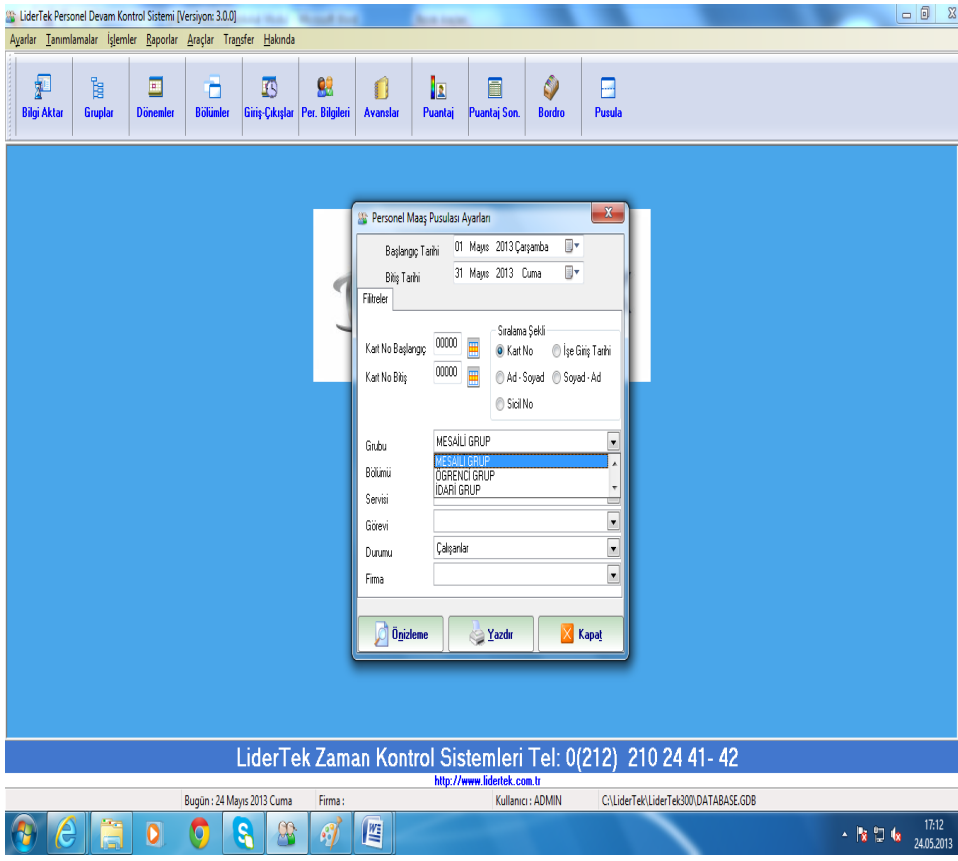 LiderTek Personel Devam Kontrol Sistemi [Versiyon: 3.0.0]
Ayarlar Tanımlamalar İşlemler Raporlar Araçlar Transfer Hakında
Bilgi Aktar Gruplar Dönemler Bölümler Giriş-Çıkışlar Per. Bilgileri Avanslar Puantaj Puantaj Son. Bordro Pusula
Personel Maaş Pusulası Ayarları
Başlangıç Tarihi 01 Mayıs 2013 Çarşamba
Bitiş Tarihi 31 Mayıs 2013 Cuma
Filtreler
Sıralama Şekli
Kart No Başlangıç 00000 Kart No İşe Giriş Tarihi
Kart No Bitiş 00000 Ad - Soyad Soyad - Ad
Sicil No
Grubu MESAİLİ GRUP
MESAİLİ GRUP
Bölümü ÖGRENCİ GRUP
İDARİ GRUP
Servisi
Görevi
Durumu Çalışanlar
Firma
Önizleme Yazdır Kapat
LiderTek Zaman Kontrol Sistemleri Tel: 0(212) 210 24 41- 42
http://www.lidertek.com.tr
Bugün : 24 Mayıs 2013 Cuma Firma : Kullanıcı : ADMIN C:\LiderTek\LiderTek300\DATABASE.GDB
17:12
24.05.2013